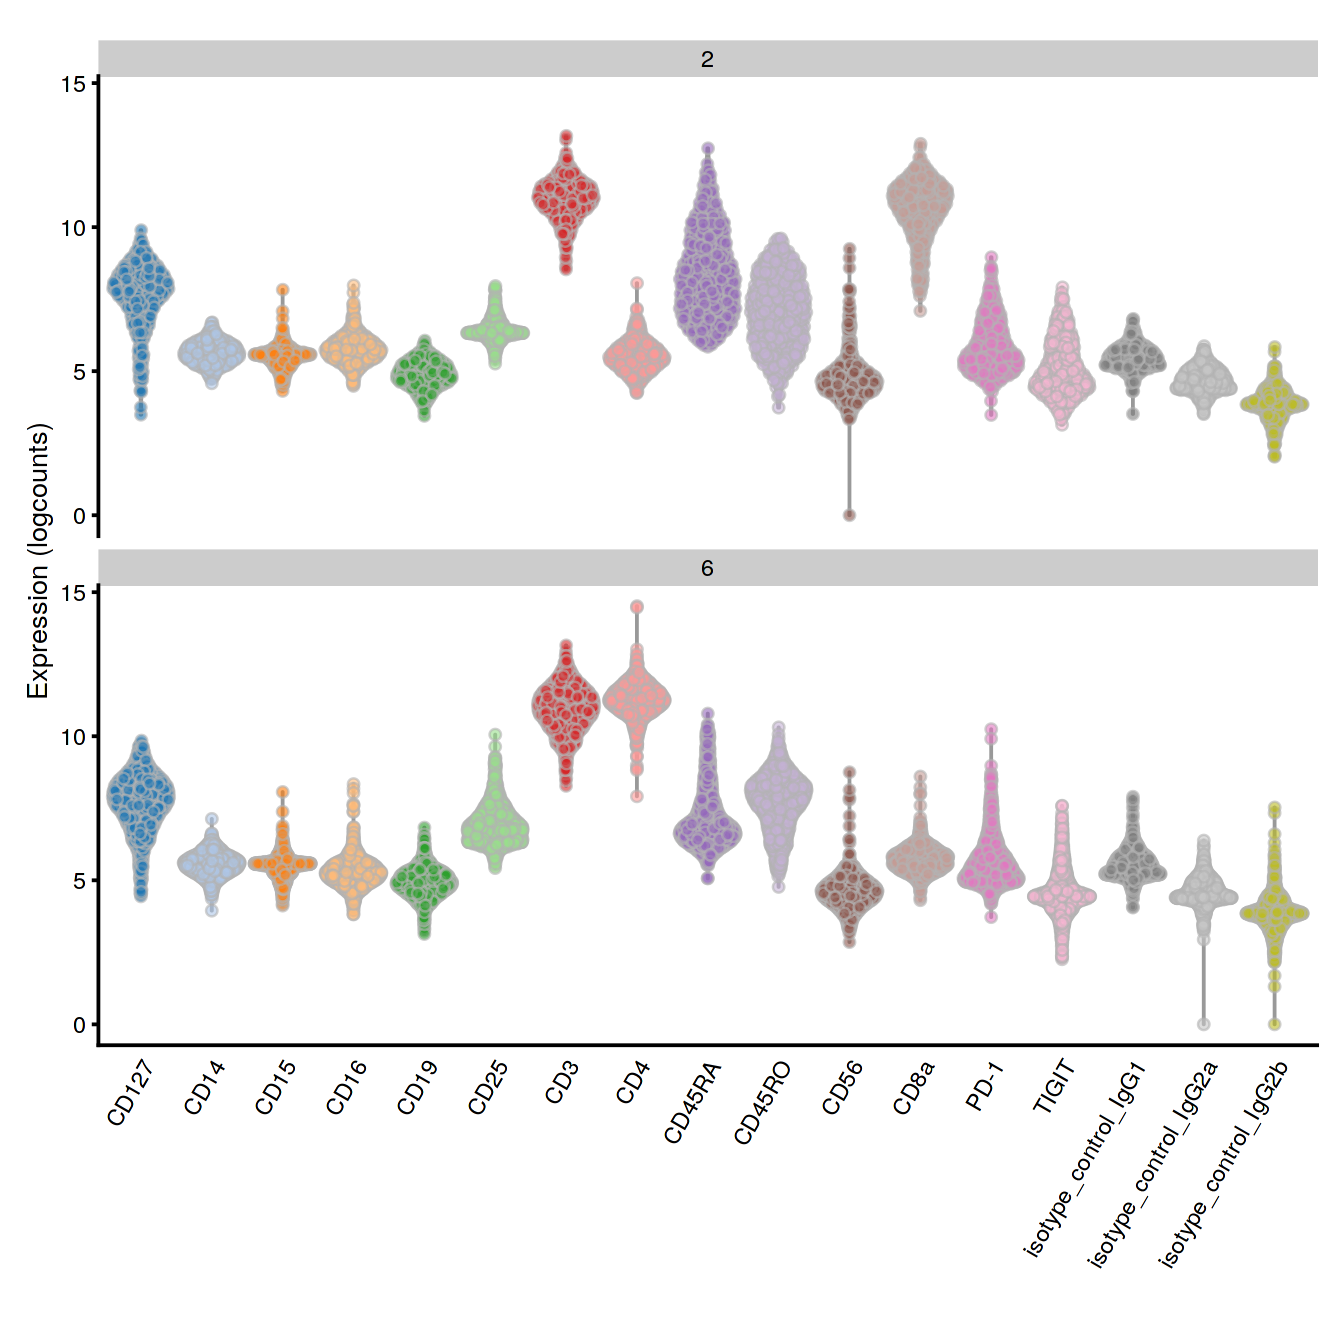 2
15
10
5
0
Expression (logcounts)
6
15
10
5
0
CD127
CD14
CD15
CD16
CD19
CD25
CD3
CD4
CD45RA
CD45RO
CD56
CD8a
PD-1
TIGIT
isotype_control_IgG1
isotype_control_IgG2a
isotype_control_IgG2b